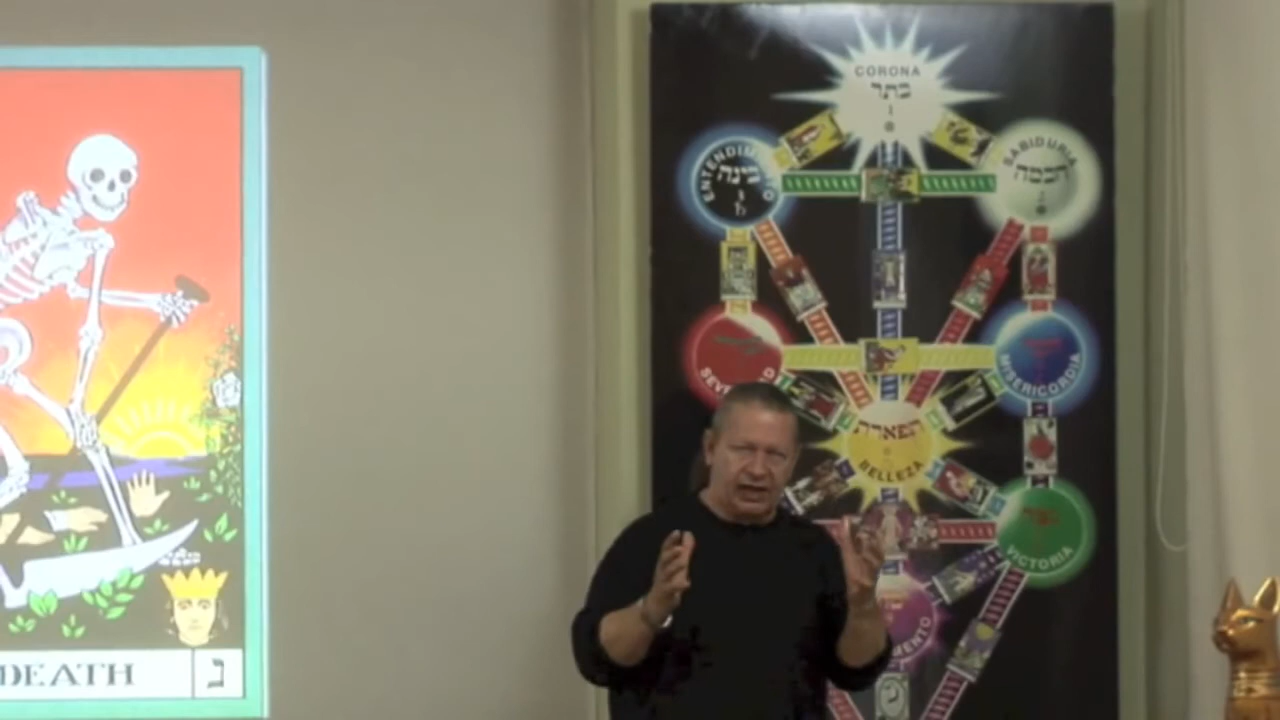 CORONA
כתר
ENTENDIMIENTO
בינה
SABIDURIA
חכמה
MISERICORDIA
תפארת
BELLEZA
VICTORIA
DEATH
נ